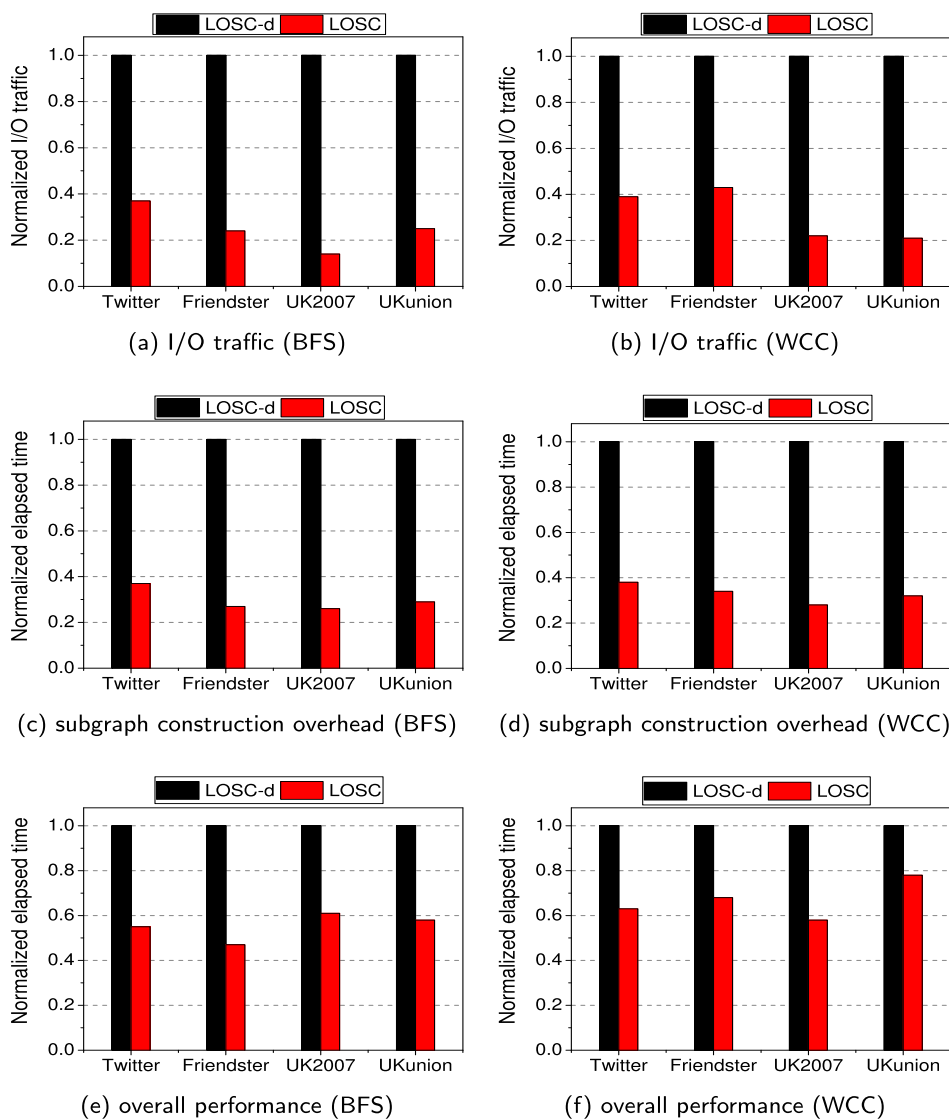 LOSC-d LOSC
Normalized I/O traffic
1.0
0.8
0.6
0.4
0.2
0.0
Twitter Friendster UK2007 UKunion
(a) I/O traffic (BFS)
LOSC-d LOSC
Normalized I/O traffic
1.0
0.8
0.6
0.4
0.2
0.0
Twitter Friendster UK2007 UKunion
(b) I/O traffic (WCC)
LOSC-d LOSC
Normalized elapsed time
1.0
0.8
0.6
0.4
0.2
0.0
Twitter Friendster UK2007 UKunion
(c) subgraph construction overhead (BFS)
LOSC-d LOSC
Normalized elapsed time
1.0
0.8
0.6
0.4
0.2
0.0
Twitter Friendster UK2007 UKunion
(d) subgraph construction overhead (WCC)
LOSC-d LOSC
Normalized elapsed time
1.0
0.8
0.6
0.4
0.2
0.0
Twitter Friendster UK2007 UKunion
(e) overall performance (BFS)
LOSC-d LOSC
Normalized elapsed time
1.0
0.8
0.6
0.4
0.2
0.0
Twitter Friendster UK2007 UKunion
(f) overall performance (WCC)